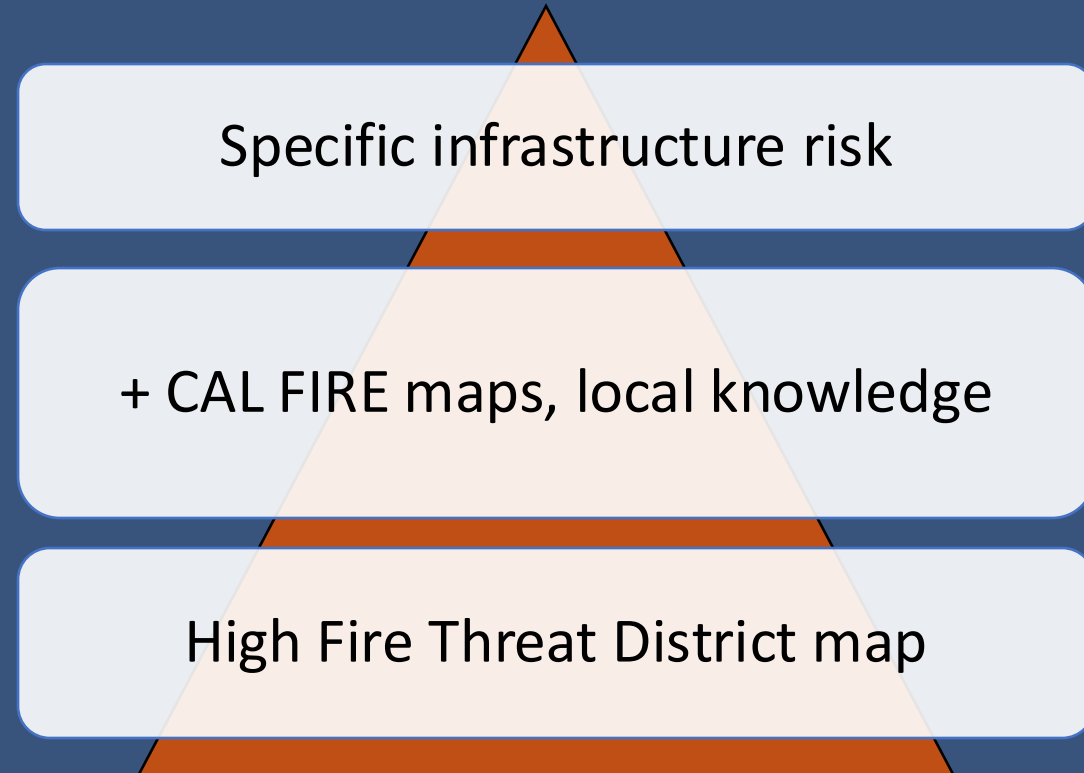 Specific infrastructure risk
+ CAL FIRE maps, local knowledge
High Fire Threat District map